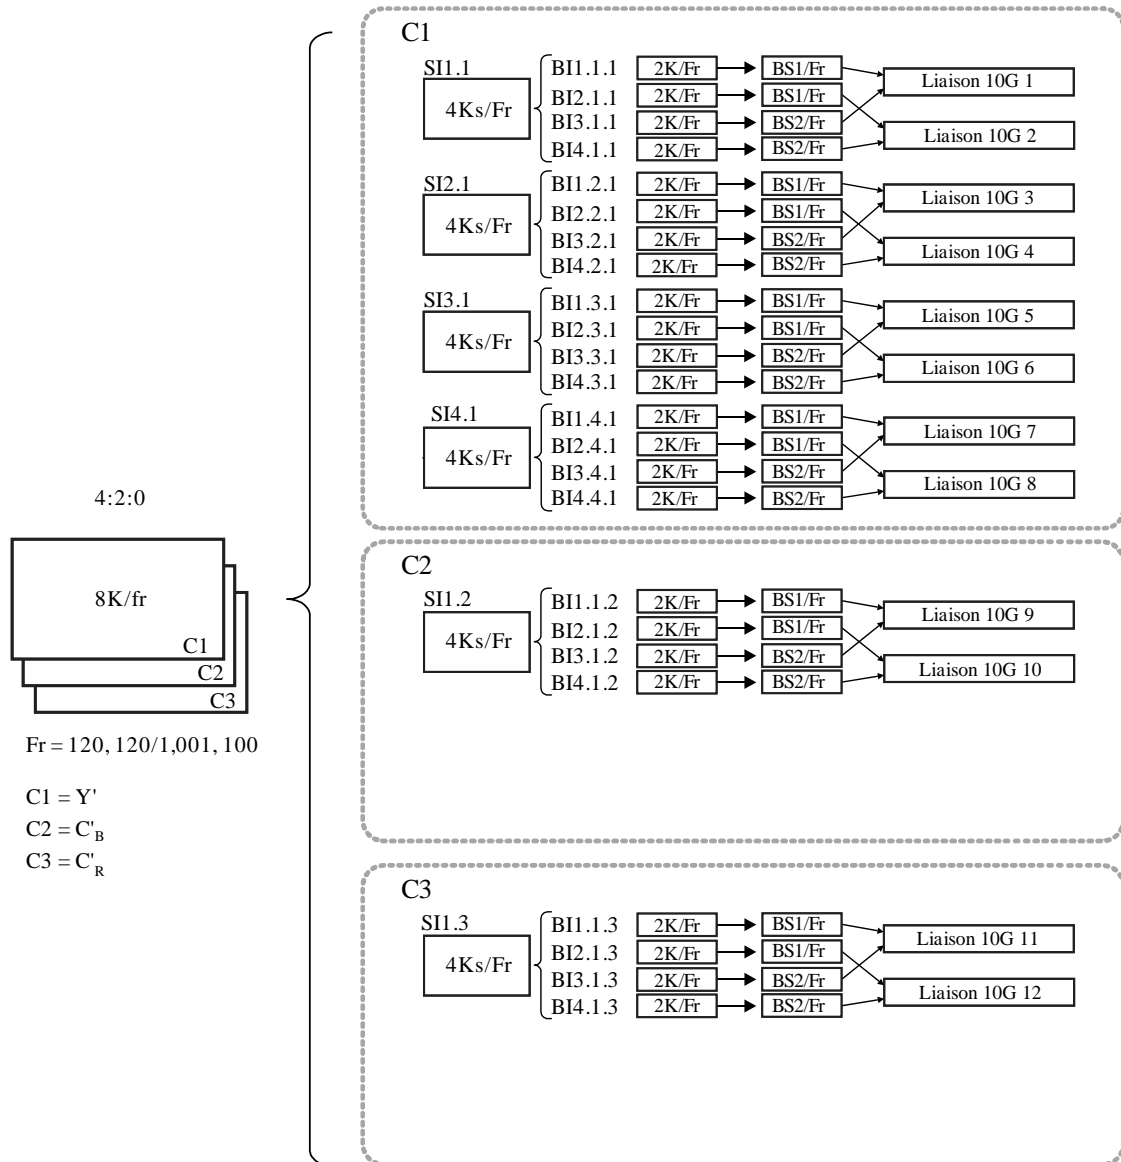 4:2:0
8K/fr
C1
C2
C3
Fr = 120, 120/1,001, 100
C1 = Y'
C2 = C'B
C3 = C'R
C1
SI1.1
4Ks/Fr
BI1.1.1 2K/Fr BS1/Fr
BI2.1.1 2K/Fr BS1/Fr
BI3.1.1 2K/Fr BS2/Fr
BI4.1.1 2K/Fr BS2/Fr
Liaison 10G 1
Liaison 10G 2
SI2.1
4Ks/Fr
BI1.2.1 2K/Fr BS1/Fr
BI2.2.1 2K/Fr BS1/Fr
BI3.2.1 2K/Fr BS2/Fr
BI4.2.1 2K/Fr BS2/Fr
Liaison 10G 3
Liaison 10G 4
SI3.1
4Ks/Fr
BI1.3.1 2K/Fr BS1/Fr
BI2.3.1 2K/Fr BS1/Fr
BI3.3.1 2K/Fr BS2/Fr
BI4.3.1 2K/Fr BS2/Fr
Liaison 10G 5
Liaison 10G 6
SI4.1
4Ks/Fr
BI1.4.1 2K/Fr BS1/Fr
BI2.4.1 2K/Fr BS1/Fr
BI3.4.1 2K/Fr BS2/Fr
BI4.4.1 2K/Fr BS2/Fr
Liaison 10G 7
Liaison 10G 8
C2
SI1.2
4Ks/Fr
BI1.1.2 2K/Fr BS1/Fr
BI2.1.2 2K/Fr BS1/Fr
BI3.1.2 2K/Fr BS2/Fr
BI4.1.2 2K/Fr BS2/Fr
Liaison 10G 9
Liaison 10G 10
C3
SI1.3
4Ks/Fr
BI1.1.3 2K/Fr BS1/Fr
BI2.1.3 2K/Fr BS1/Fr
BI3.1.3 2K/Fr BS2/Fr
BI4.1.3 2K/Fr BS2/Fr
Liaison 10G 11
Liaison 10G 12